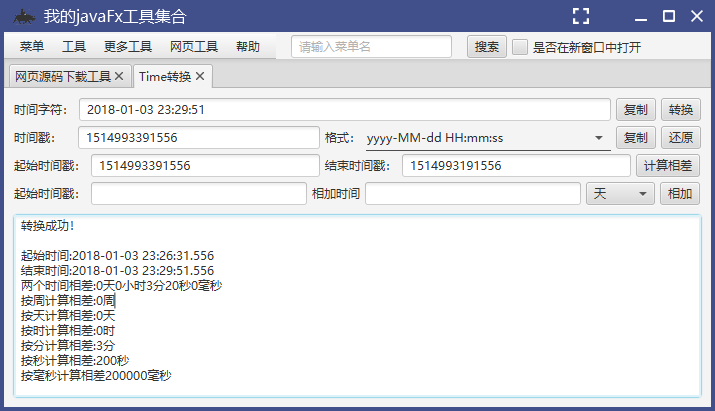 我的javaFx工具集合
菜单 工具 更多工具 网页工具 帮助 请输入菜单名 搜索 是否在新窗口中打开
网页源码下载工具 Time转换
时间字符: 2018-01-03 23:29:51 复制 转换
时间戳: 1514993391556 格式: yyyy-MM-dd HH:mm:ss 复制 还原
起始时间戳: 1514993391556 结束时间戳: 1514993191556 计算相差
起始时间戳: 相加时间 天 相加
转换成功!
起始时间:2018-01-03 23:26:31.556
结束时间:2018-01-03 23:29:51.556
两个时间相差:0天0小时3分20秒0毫秒
按周计算相差:0周
按天计算相差:0天
按时计算相差:0时
按分计算相差:3分
按秒计算相差:200秒
按毫秒计算相差200000毫秒